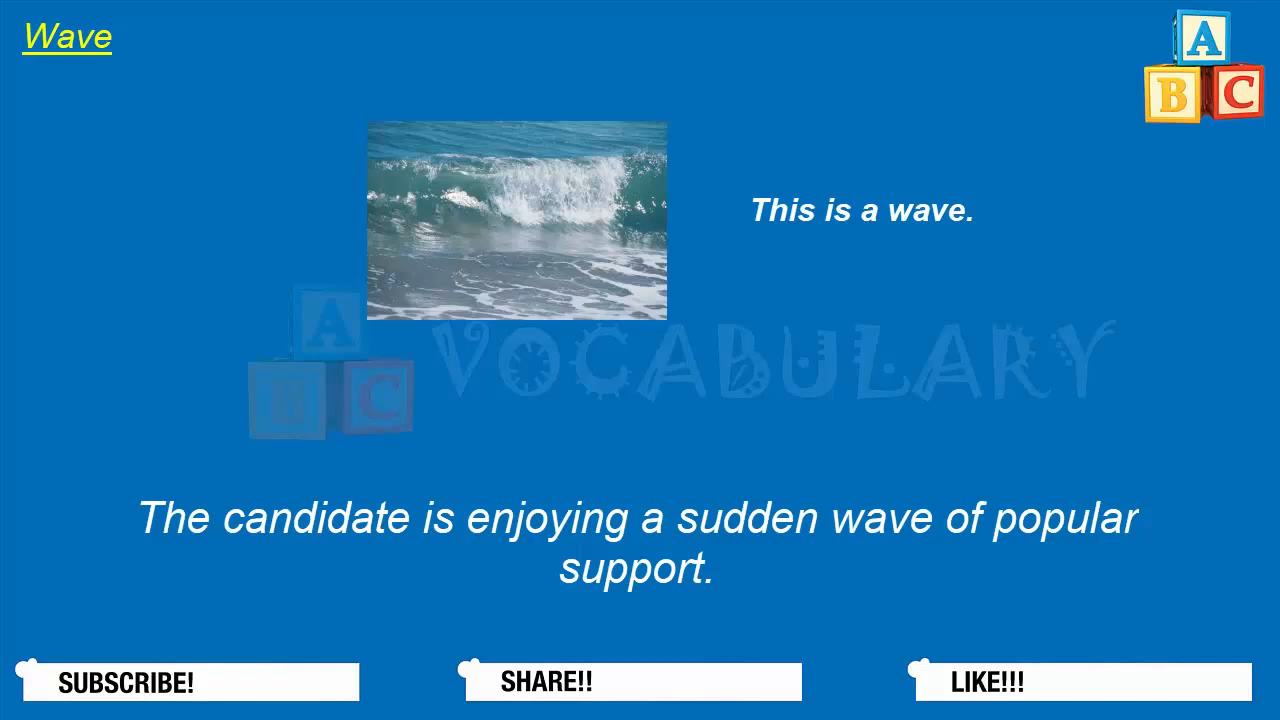 Wave
A
B C
This is a wave.
A
B C
VOCABULARY
The candidate is enjoying a sudden wave of popular
support.
SUBSCRIBE!
SHARE!!
LIKE!!!